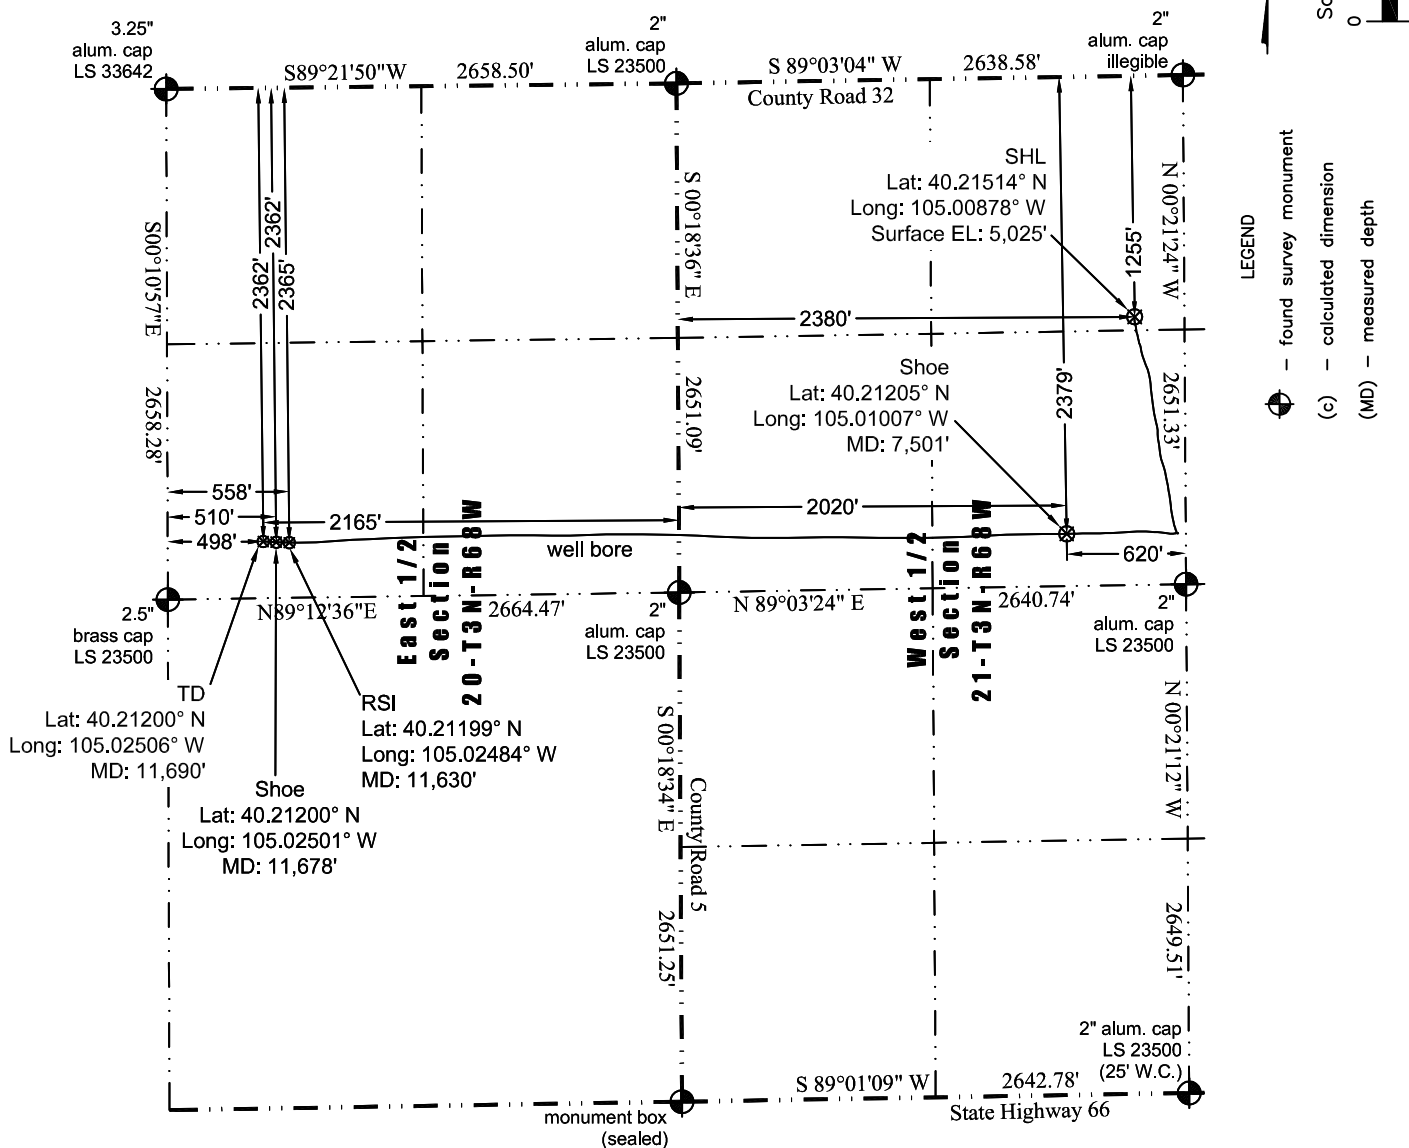 3.25"
alum. cap
LS 33642
S89°21'50"W
2658.50'
2"
alum. cap
LS 23500
S 89°03'04" W
2638.58'
County Road 32
2"
alum. cap
illegible
0
LEGEND
– found survey monument
(c) – calculated dimension
(MD) – measured depth
SHL
Lat: 40.21514° N
Long: 105.00878° W
Surface EL: 5,025'
S00°10'57"E
2658.28'
2362'
2362'
2365'
S 00°18'36" E
2651.09'
1255'
N 00°21'24" W
2651.33'
2380'
2379'
Shoe
Lat: 40.21205° N
Long: 105.01007° W
MD: 7,501'
558'
510'
498'
2165'
well bore
2020'
620'
East 1/2
Section
20-T3N-R68W
West 1/2
Section
21-T3N-R68W
2.5"
brass cap
LS 23500
N89°12'36"E
2664.47'
2"
alum. cap
LS 23500
N 89°03'24" E
2640.74'
2"
alum. cap
LS 23500
TD
Lat: 40.21200° N
Long: 105.02506° W
MD: 11,690'
RSI
Lat: 40.21199° N
Long: 105.02484° W
MD: 11,630'
Shoe
Lat: 40.21200° N
Long: 105.02501° W
MD: 11,678'
S 00°18'34" E
2651.25'
County Road 5
N 00°21'12" W
2649.51'
2" alum. cap
LS 23500
(25' W.C.)
S 89°01'09" W
2642.78'
State Highway 66
monument box
(sealed)